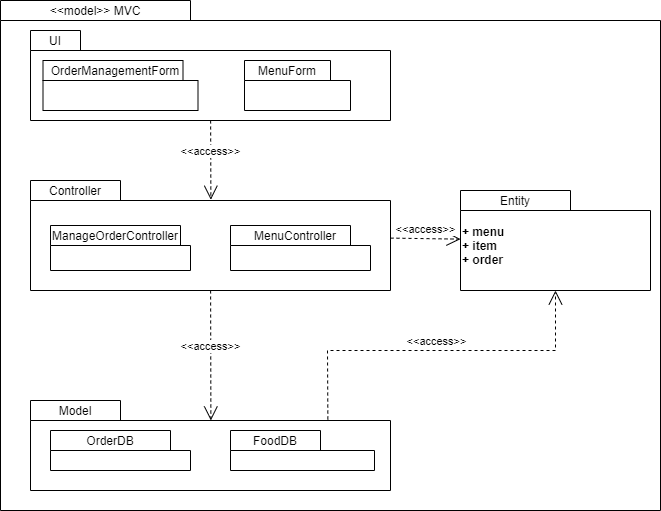 <<model>> MVC
UI
OrderManagementForm
MenuForm
<<access>>
Controller
ManageOrderController
MenuController
<<access>>
Entity
+ menu
+ item
+ order
<<access>>
<<access>>
Model
OrderDB
FoodDB